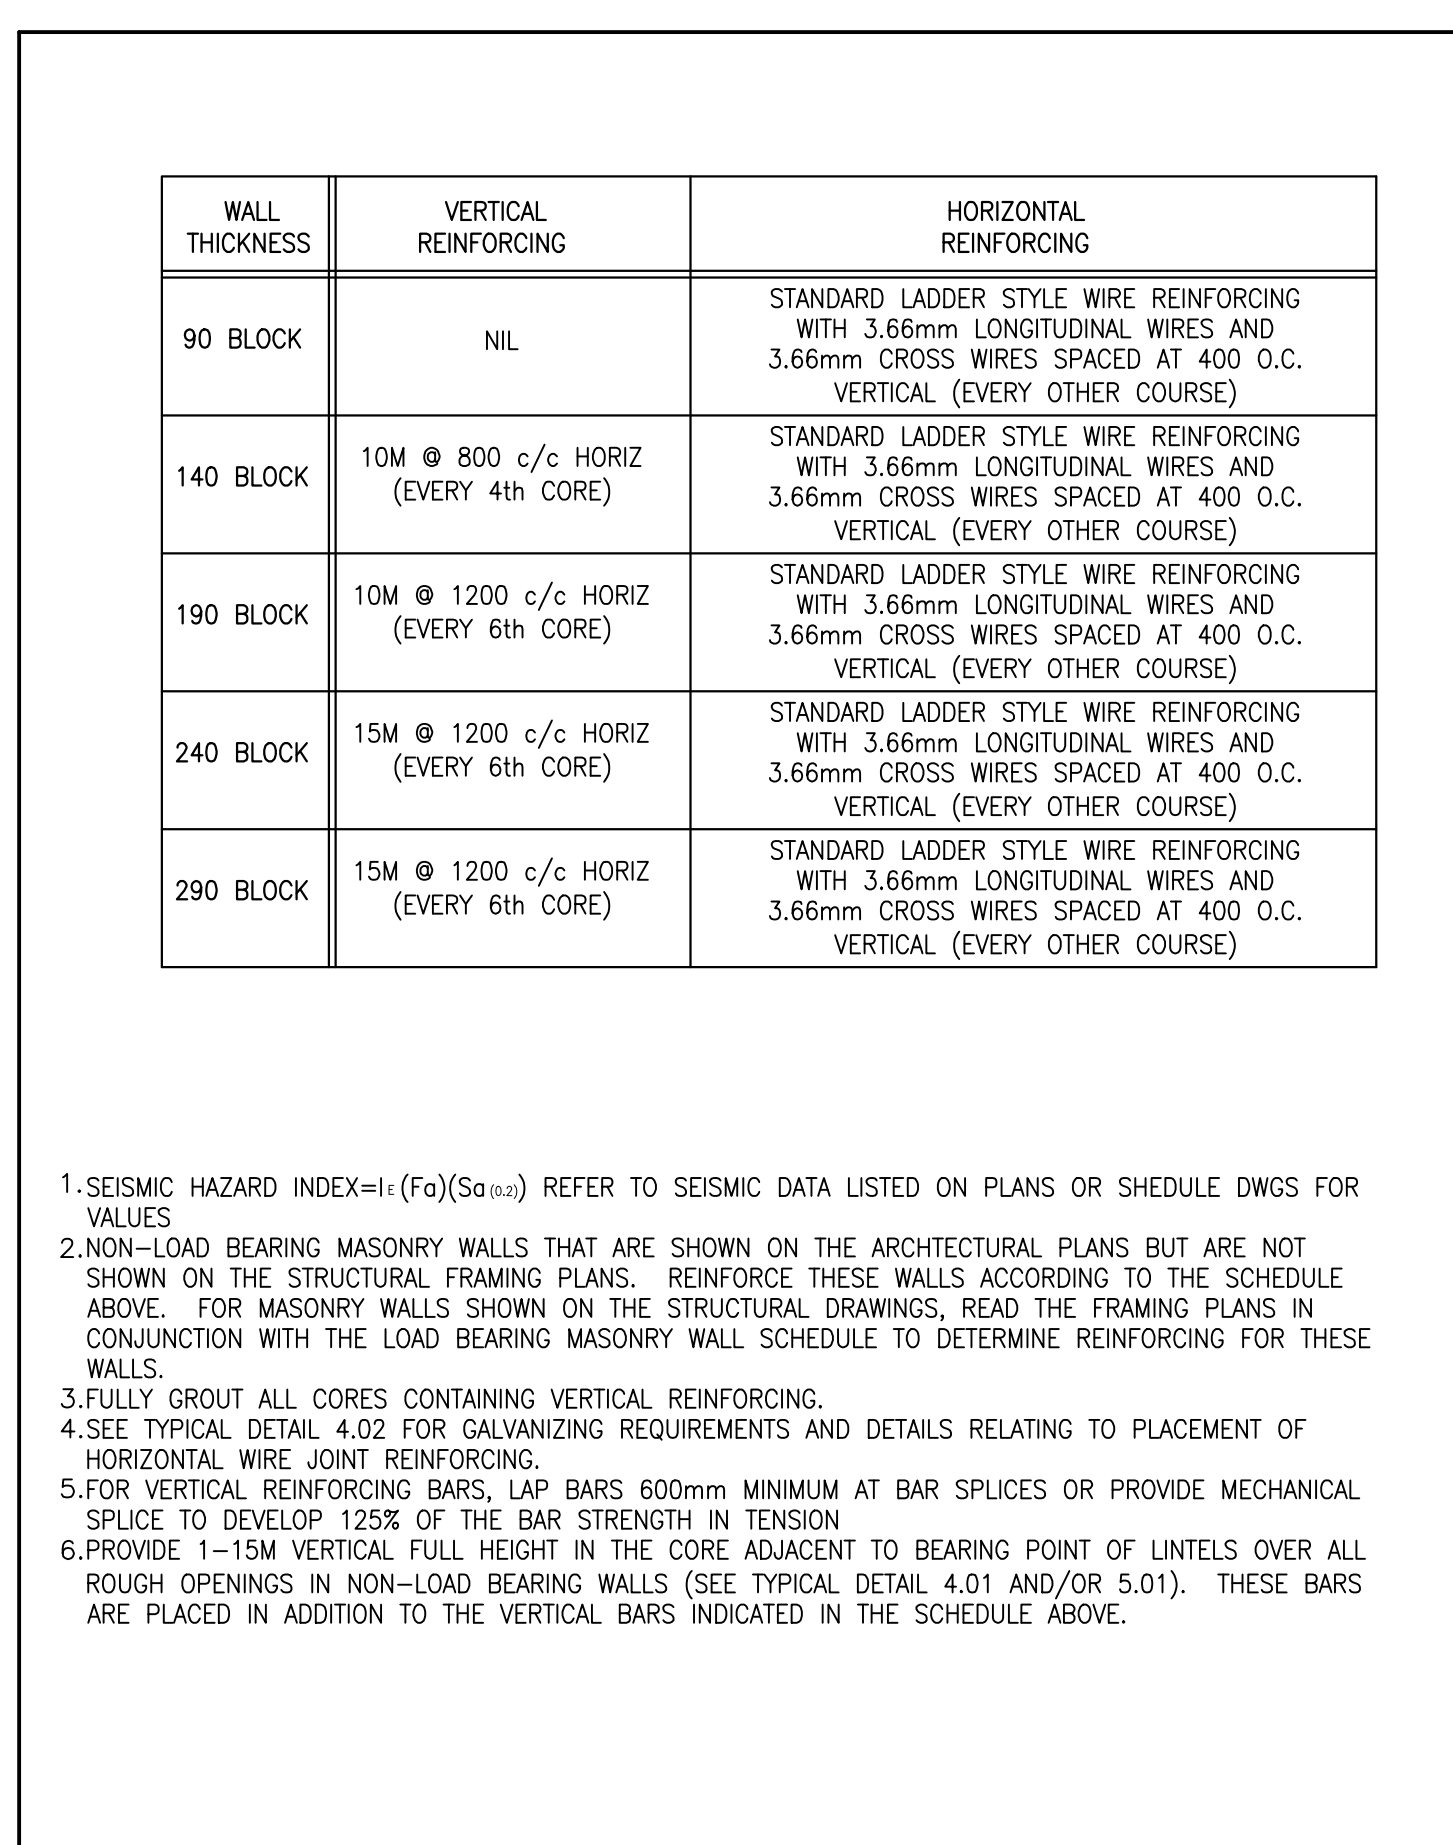 WALL
THICKNESS
VERTICAL
REINFORCING
HORIZONTAL
REINFORCING
90 BLOCK
NIL
STANDARD LADDER STYLE WIRE REINFORCING
WITH 3.66mm LONGITUDINAL WIRES AND
3.66mm CROSS WIRES SPACED AT 400 O.C.
VERTICAL (EVERY OTHER COURSE)
140 BLOCK
10M @ 800 c/c HORIZ
(EVERY 4th CORE)
STANDARD LADDER STYLE WIRE REINFORCING
WITH 3.66mm LONGITUDINAL WIRES AND
3.66mm CROSS WIRES SPACED AT 400 O.C.
VERTICAL (EVERY OTHER COURSE)
190 BLOCK
10M @ 1200 c/c HORIZ
(EVERY 6th CORE)
STANDARD LADDER STYLE WIRE REINFORCING
WITH 3.66mm LONGITUDINAL WIRES AND
3.66mm CROSS WIRES SPACED AT 400 O.C.
VERTICAL (EVERY OTHER COURSE)
240 BLOCK
15M @ 1200 c/c HORIZ
(EVERY 6th CORE)
STANDARD LADDER STYLE WIRE REINFORCING
WITH 3.66mm LONGITUDINAL WIRES AND
3.66mm CROSS WIRES SPACED AT 400 O.C.
VERTICAL (EVERY OTHER COURSE)
290 BLOCK
15M @ 1200 c/c HORIZ
(EVERY 6th CORE)
STANDARD LADDER STYLE WIRE REINFORCING
WITH 3.66mm LONGITUDINAL WIRES AND
3.66mm CROSS WIRES SPACED AT 400 O.C.
VERTICAL (EVERY OTHER COURSE)
1. SEISMIC HAZARD INDEX=IE(Fa)(Sa(0.2)) REFER TO SEISMIC DATA LISTED ON PLANS OR SHEDULE DWGS FOR
VALUES
2. NON-LOAD BEARING MASONRY WALLS THAT ARE SHOWN ON THE ARCHTECTURAL PLANS BUT ARE NOT
SHOWN ON THE STRUCTURAL FRAMING PLANS. REINFORCE THESE WALLS ACCORDING TO THE SCHEDULE
ABOVE. FOR MASONRY WALLS SHOWN ON THE STRUCTURAL DRAWINGS, READ THE FRAMING PLANS IN
CONJUNCTION WITH THE LOAD BEARING MASONRY WALL SCHEDULE TO DETERMINE REINFORCING FOR THESE
WALLS.
3. FULLY GROUT ALL CORES CONTAINING VERTICAL REINFORCING.
4. SEE TYPICAL DETAIL 4.02 FOR GALVANIZING REQUIREMENTS AND DETAILS RELATING TO PLACEMENT OF
HORIZONTAL WIRE JOINT REINFORCING.
5. FOR VERTICAL REINFORCING BARS, LAP BARS 600mm MINIMUM AT BAR SPLICES OR PROVIDE MECHANICAL
SPLICE TO DEVELOP 125% OF THE BAR STRENGTH IN TENSION
6. PROVIDE 1-15M VERTICAL FULL HEIGHT IN THE CORE ADJACENT TO BEARING POINT OF LINTELS OVER ALL
ROUGH OPENINGS IN NON-LOAD BEARING WALLS (SEE TYPICAL DETAIL 4.01 AND/OR 5.01). THESE BARS
ARE PLACED IN ADDITION TO THE VERTICAL BARS INDICATED IN THE SCHEDULE ABOVE.